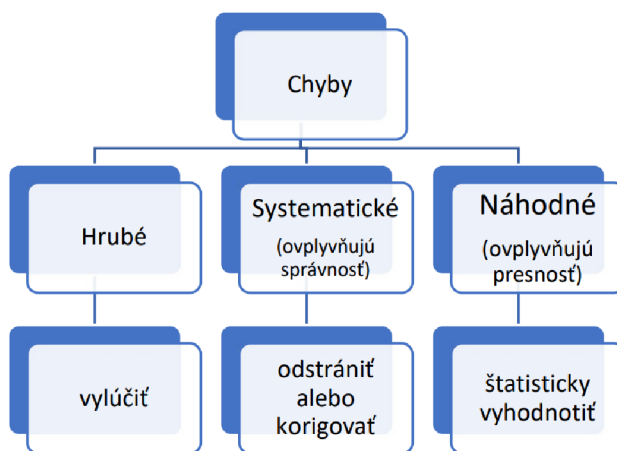 Chyby
Hrubé
Systematické
(ovplyvňujú
správnosť)
Náhodné
(ovplyvňujú
presnosť)
vylúčiť
odstrániť
alebo
korigovať
štatisticky
vyhodnotiť